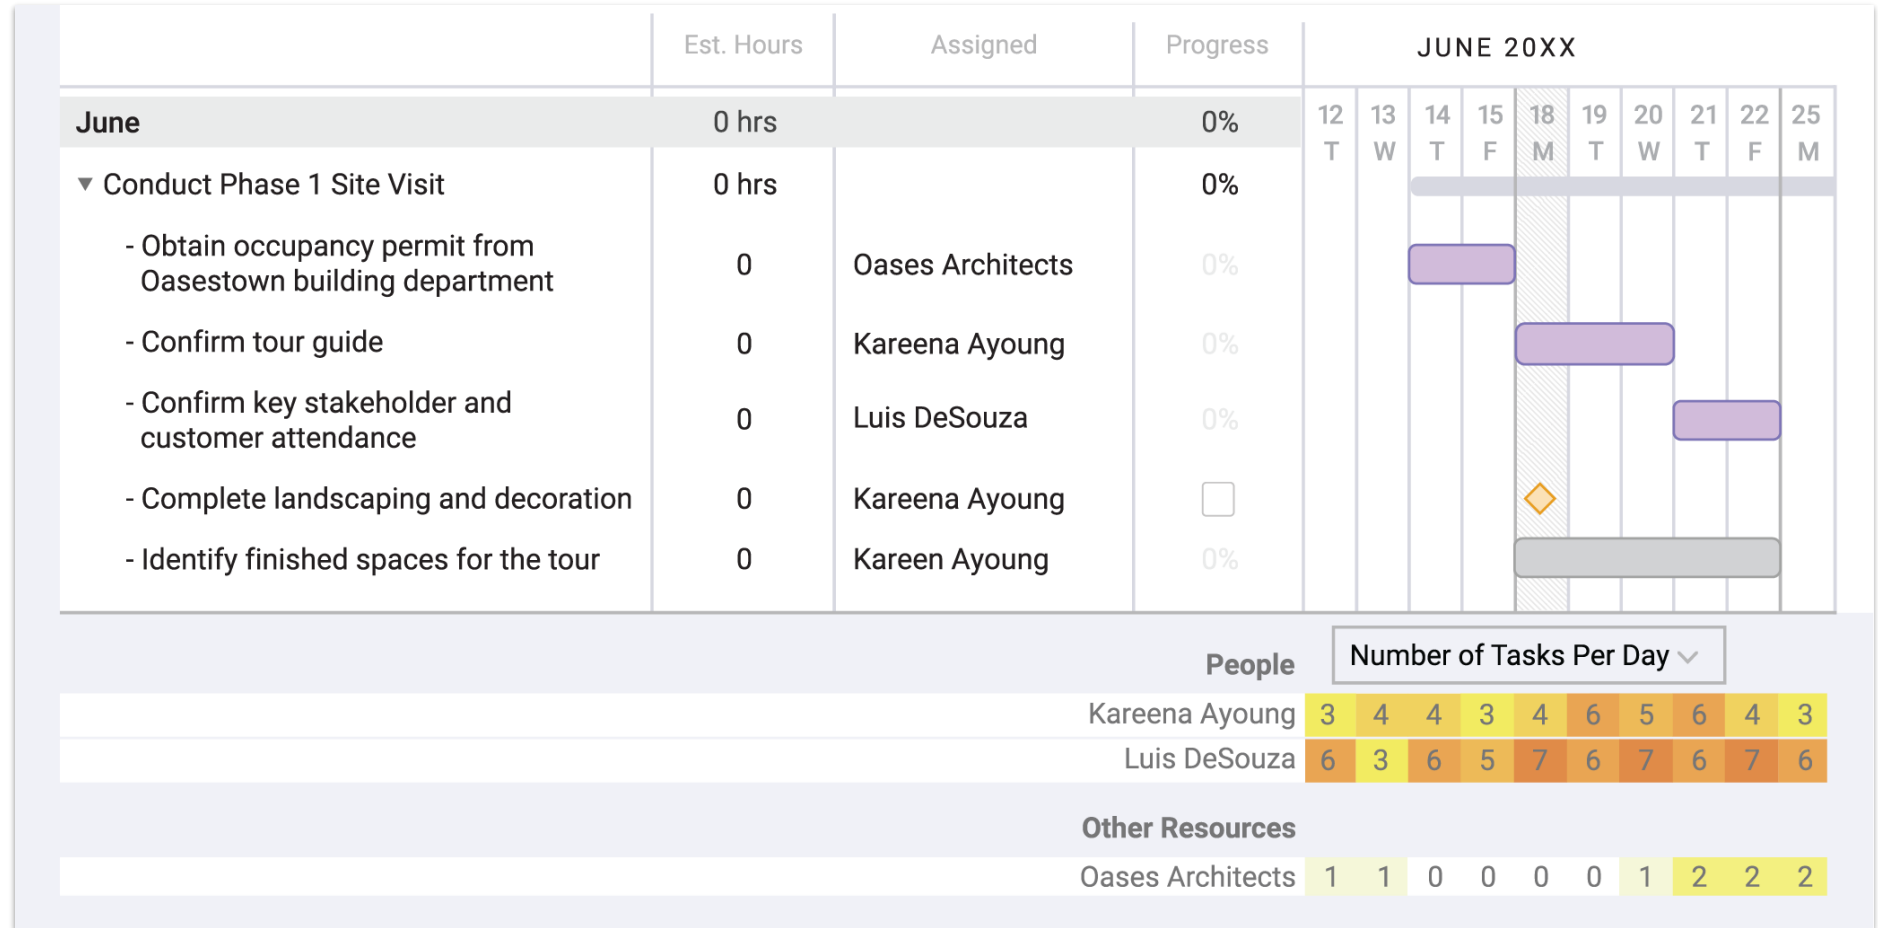 Est. Hours Assigned Progress JUNE 20XX
June 0 hrs 0% 12 13 14 15 18 19 20 21 22 25
T W T F M T W T F M
▼ Conduct Phase 1 Site Visit 0 hrs 0%
- Obtain occupancy permit from
Oasestown building department 0 Oases Architects 0%
- Confirm tour guide 0 Kareena Ayoung 0%
- Confirm key stakeholder and
customer attendance 0 Luis DeSouza 0%
- Complete landscaping and decoration 0 Kareena Ayoung
- Identify finished spaces for the tour 0 Kareen Ayoung 0%
People Number of Tasks Per Day
Kareena Ayoung 3 4 4 3 4 6 5 6 4 3
Luis DeSouza 6 3 6 5 7 6 7 6 7 6
Other Resources
Oases Architects 1 1 0 0 0 0 1 2 2 2